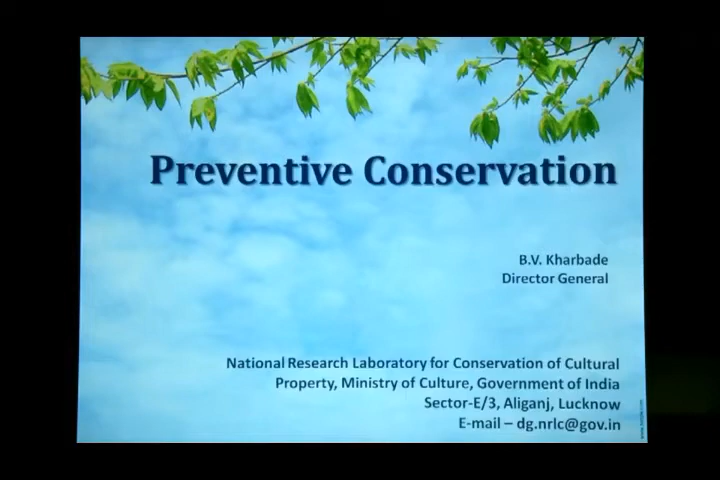 Preventive Conservation
B.V. Kharbade
Director General
National Research Laboratory for Conservation of Cultural
Property, Ministry of Culture, Government of India
Sector-E/3, Aliganj, Lucknow
E-mail – dg.nrlc@gov.in